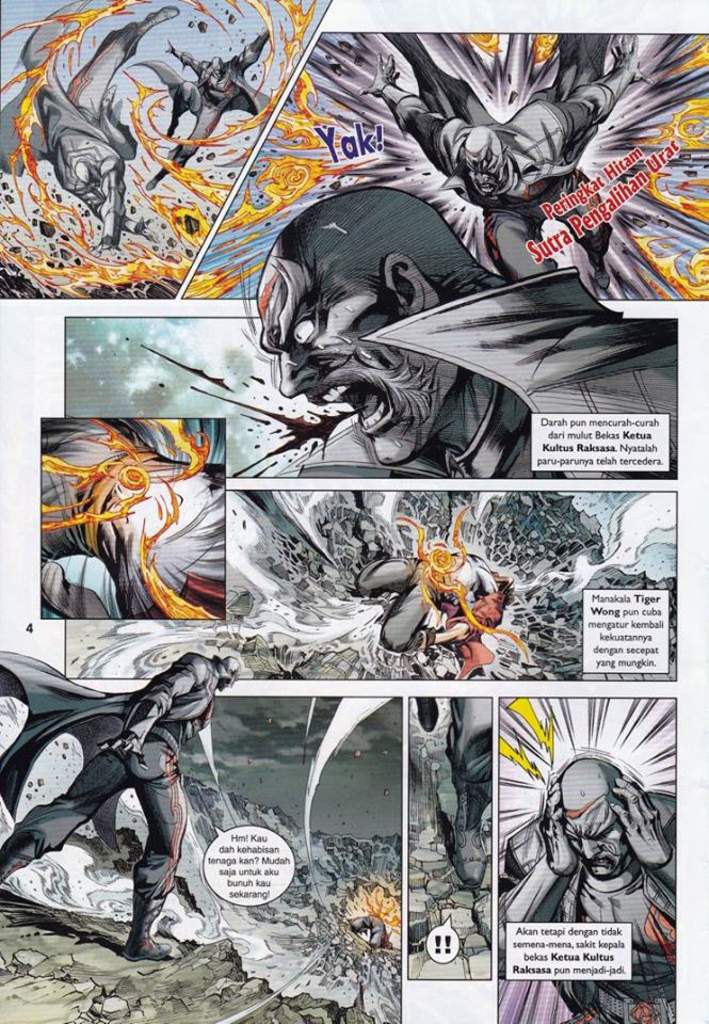 Yak!
Peringkat Hitam
Sutra Pengalihan Urat
Darah pun mencurah-curah
dari mulut Bekas Ketua
Kultus Raksasa. Nyatalah
paru-parunya telah tercedera.
Manakala Tiger
Wong pun cuba
mengatur kembali
kekuatannya
dengan secepat
yang mungkin.
4
Hm! Kau
dah kehabisan
tenaga kan? Mudah
saja untuk aku
bunuh kau
sekarang!
!!
Akan tetapi dengan tidak
semena-mena, sakit kepala
bekas Ketua Kultus
Raksasa pun menjadi-jadi.